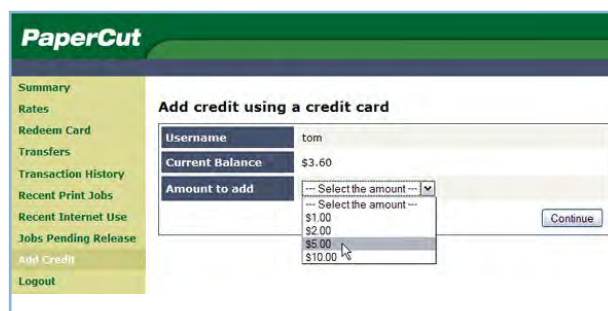 PaperCut
Summary
Rates
Redeem Card
Transfers
Transaction History
Recent Print Jobs
Recent Internet Use
Jobs Pending Release
Add Credit
Logout
Add credit using a credit card
Username tom
Current Balance $3.60
Amount to add --- Select the amount ---
--- Select the amount ---
$1.00
$2.00
$5.00
$10.00
Continue